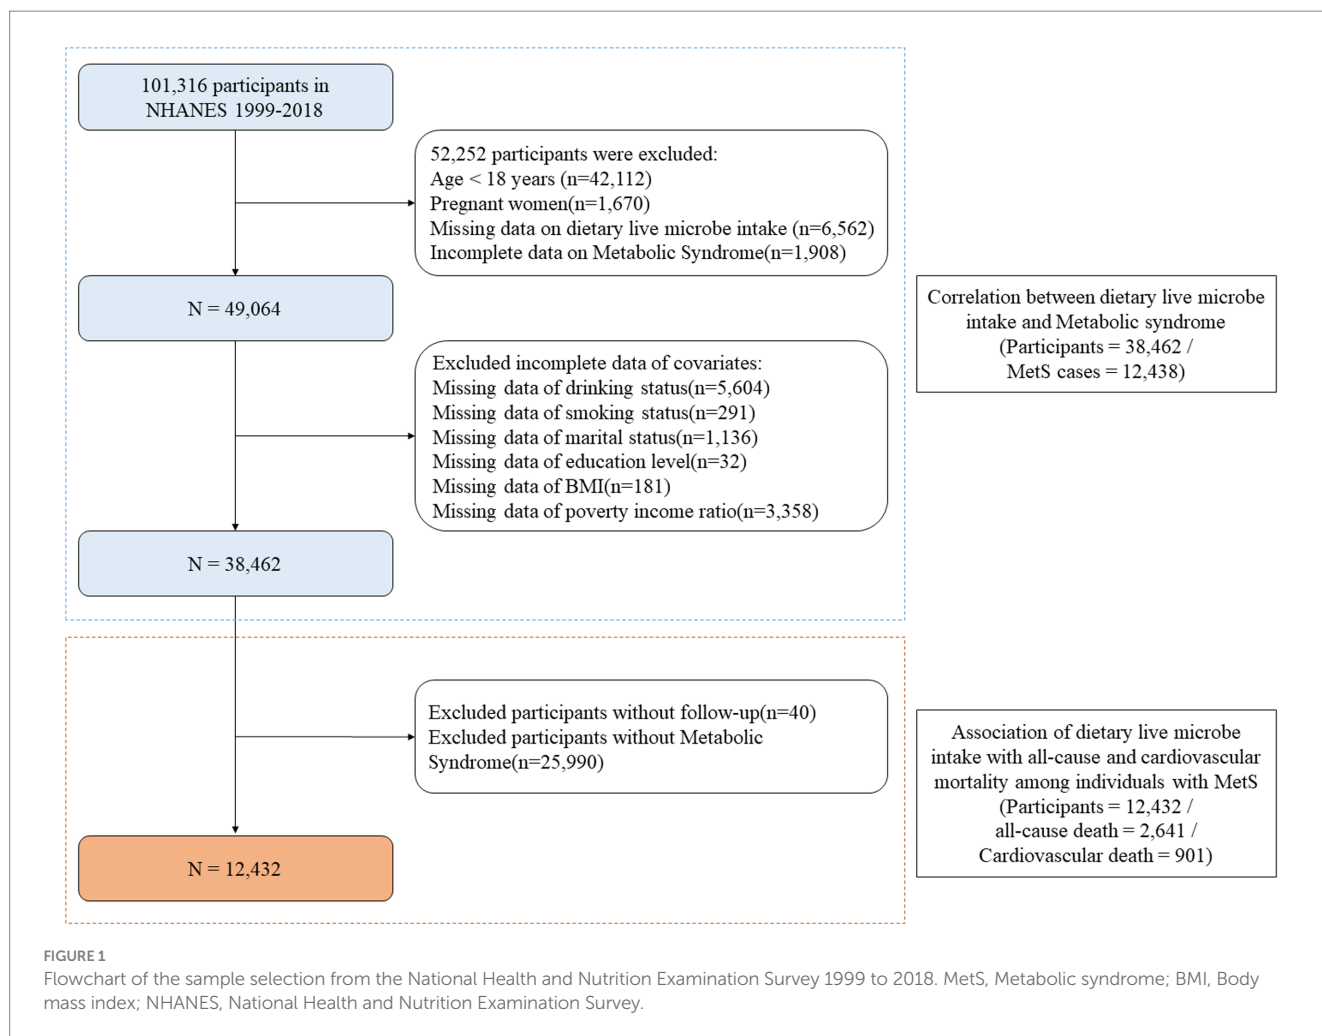 101,316 participants in
NHANES 1999-2018
52,252 participants were excluded:
Age < 18 years (n=42,112)
Pregnant women(n=1,670)
Missing data on dietary live microbe intake (n=6,562)
Incomplete data on Metabolic Syndrome(n=1,908)
N = 49,064
Correlation between dietary live microbe
intake and Metabolic syndrome
(Participants = 38,462 /
MetS cases = 12,438)
Excluded incomplete data of covariates:
Missing data of drinking status(n=5,604)
Missing data of smoking status(n=291)
Missing data of marital status(n=1,136)
Missing data of education level(n=32)
Missing data of BMI(n=181)
Missing data of poverty income ratio(n=3,358)
N = 38,462
Excluded participants without follow-up(n=40)
Excluded participants without Metabolic
Syndrome(n=25,990)
Association of dietary live microbe
intake with all-cause and cardiovascular
mortality among individuals with MetS
(Participants = 12,432 /
all-cause death = 2,641 /
Cardiovascular death = 901)
N = 12,432
FIGURE 1
Flowchart of the sample selection from the National Health and Nutrition Examination Survey 1999 to 2018. MetS, Metabolic syndrome; BMI, Body
mass index; NHANES, National Health and Nutrition Examination Survey.